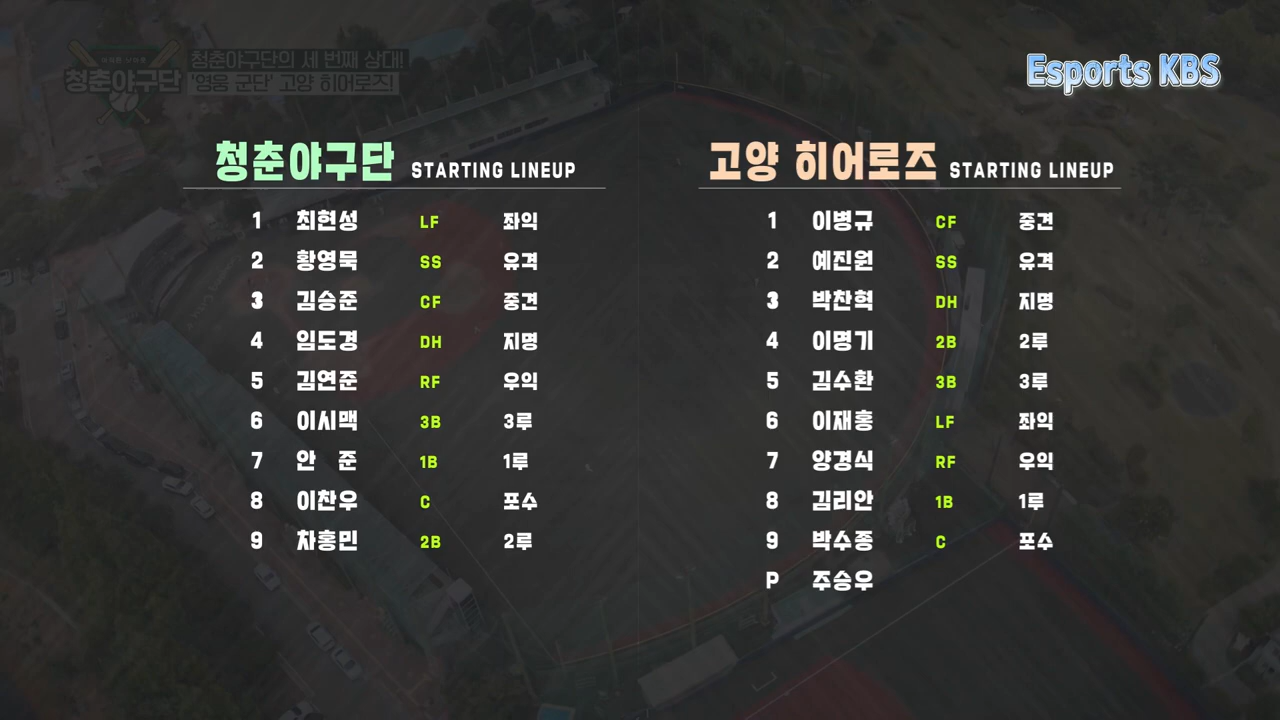 청춘야구단
청춘야구단의 세 번째 상대!
'영웅 군단' 고양 히어로즈!
Esports KBS
청춘야구단 STARTING LINEUP
1 최현성 LF 좌익
2 황영묵 SS 유격
3 김승준 CF 중견
4 임도경 DH 지명
5 김연준 RF 우익
6 이시맥 3B 3루
7 안 준 1B 1루
8 이찬우 C 포수
9 차홍민 2B 2루
고양 히어로즈 STARTING LINEUP
1 이병규 CF 중견
2 예진원 SS 유격
3 박찬혁 DH 지명
4 이명기 2B 2루
5 김수환 3B 3루
6 이재홍 LF 좌익
7 양경식 RF 우익
8 김리안 1B 1루
9 박수종 C 포수
P 주승우